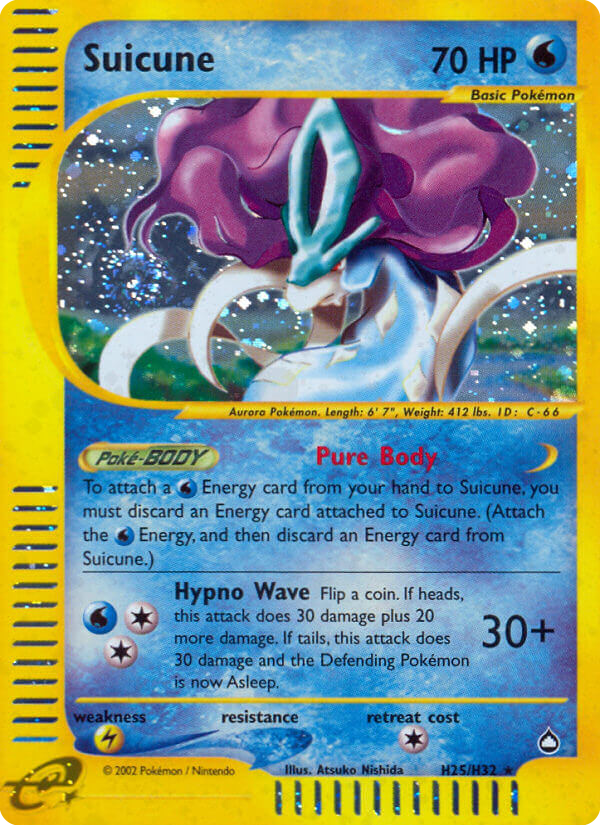 Suicune 70 HP
Basic Pokémon
Aurora Pokémon. Length: 6' 7", Weight: 412 lbs. ID: C-66
Poké-BODY Pure Body
To attach a Energy card from your hand to Suicune, you
must discard an Energy card attached to Suicune. (Attach
the Energy, and then discard an Energy card from
Suicune.)
Hypno Wave Flip a coin. If heads,
this attack does 30 damage plus 20
more damage. If tails, this attack does
30 damage and the Defending Pokémon
is now Asleep.
30+
weakness resistance retreat cost
© 2002 Pokémon / Nintendo Illus. Atsuko Nishida H25/H32 ★
e